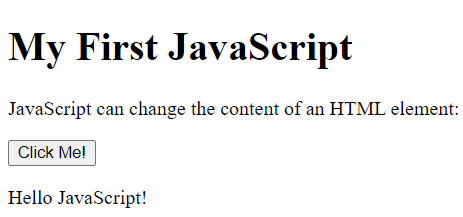 My First JavaScript
JavaScript can change the content of an HTML element:
Click Me!
Hello JavaScript!